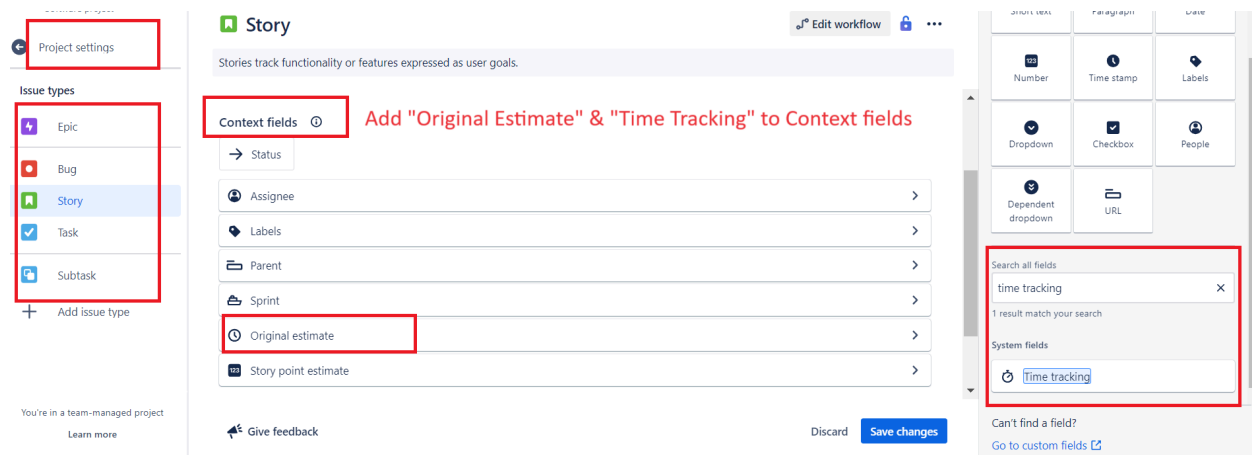 Software project
Project settings
Issue types
Epic
Bug
Story
Task
Subtask
Add issue type
You're in a team-managed project
Learn more
Story
Edit workflow
Stories track functionality or features expressed as user goals.
Context fields
Add "Original Estimate" & "Time Tracking" to Context fields
Status
Assignee
Labels
Parent
Sprint
Original estimate
123 Story point estimate
Give feedback
Discard
Save changes
Short text
Paragraph
Date
123
Number
Time stamp
Labels
Dropdown
Checkbox
People
Dependent
dropdown
URL
Search all fields
time tracking
1 result match your search
System fields
Time tracking
Can't find a field?
Go to custom fields